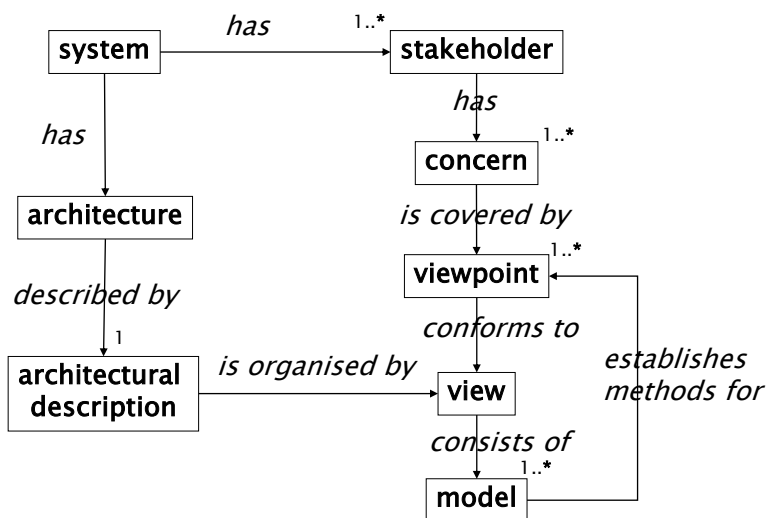 has
1..*
system
stakeholder
has
has
1..*
concern
architecture
is covered by
1..*
viewpoint
described by
conforms to
1
is organised by
establishes
methods for
architectural
description
view
consists of
1..*
model